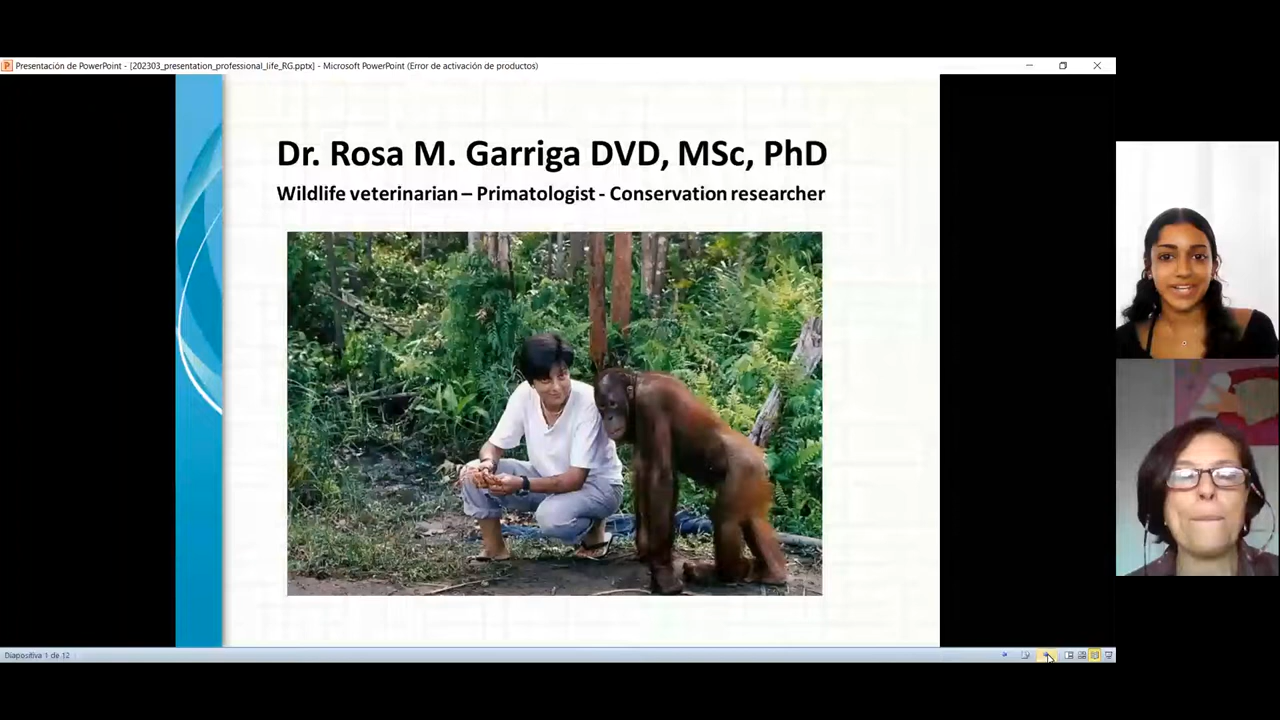 Presentación de PowerPoint - [202303_presentation_professional_life_RG.pptx] - Microsoft PowerPoint (Error de activación de productos)
Dr. Rosa M. Garriga DVD, MSc, PhD
Wildlife veterinarian – Primatologist - Conservation researcher
Diapositiva 1 de 12